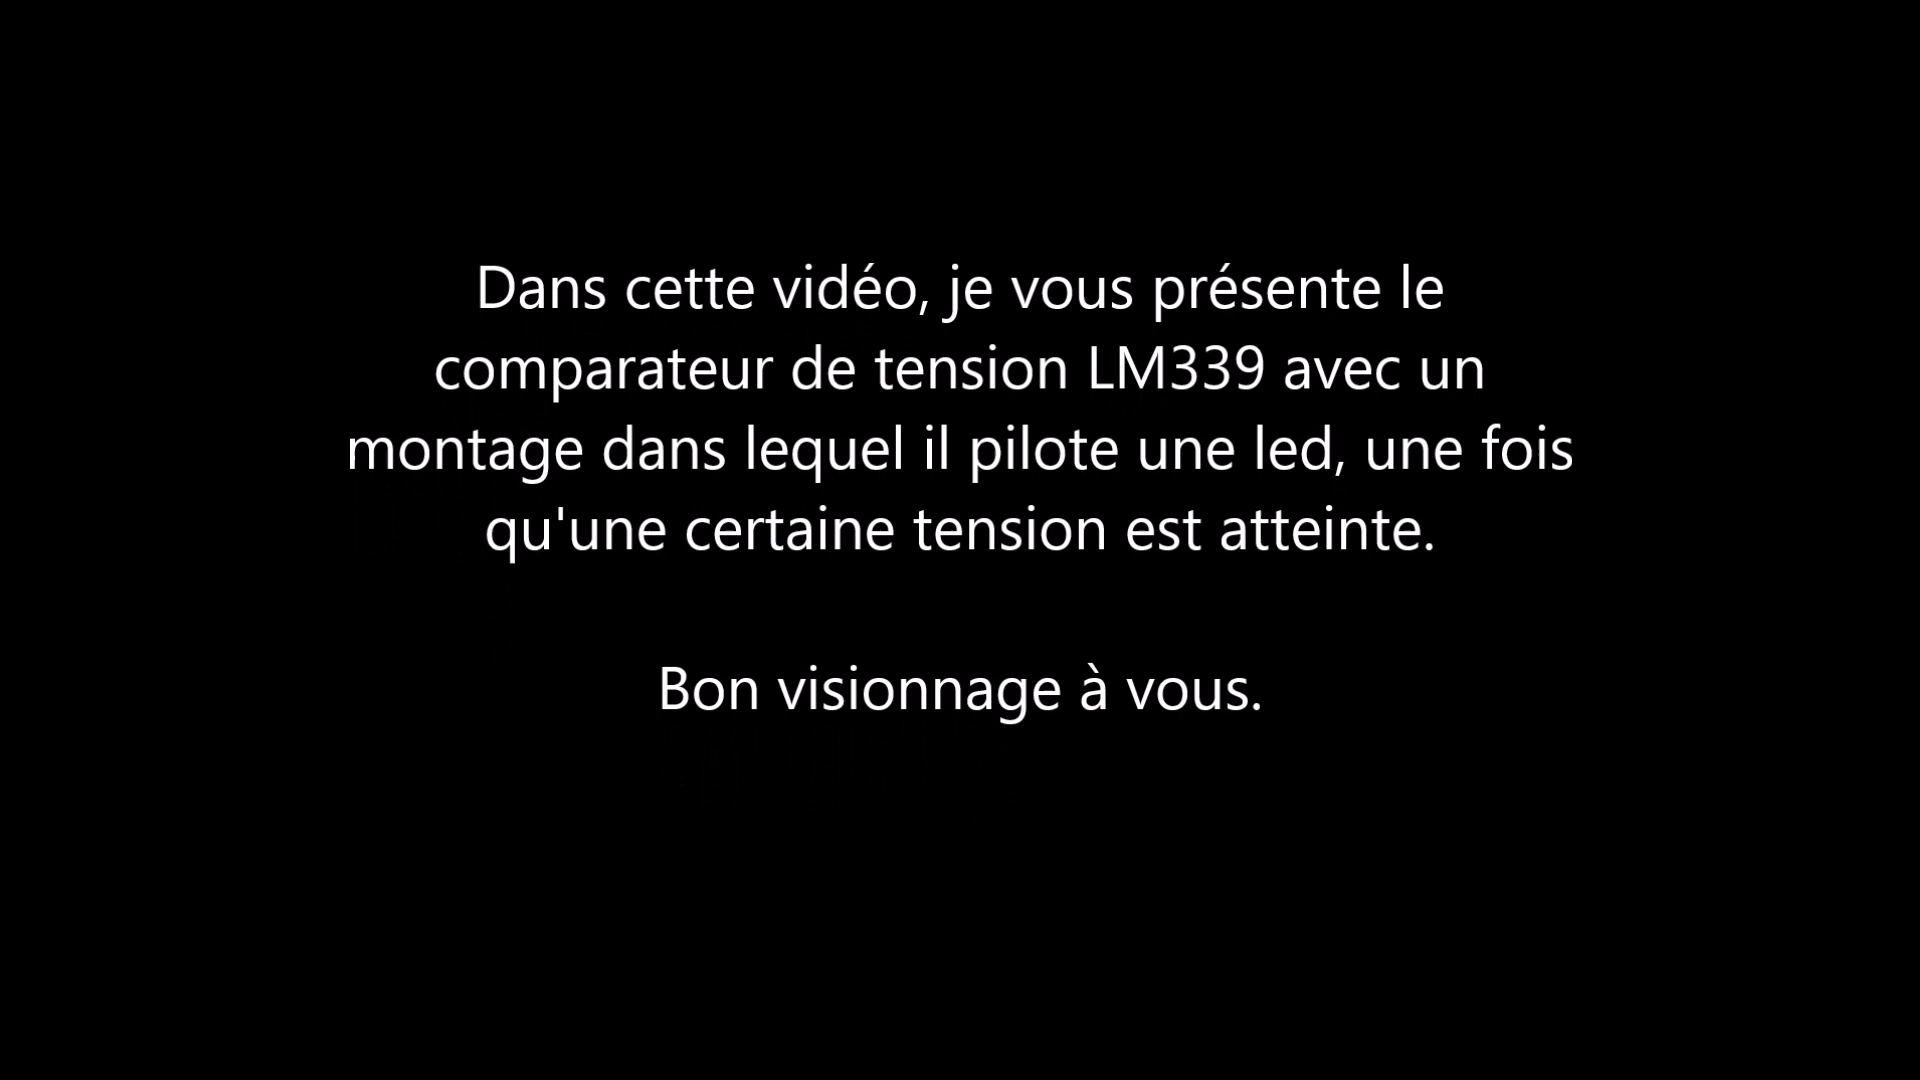 Dans cette vidéo, je vous présente le
comparateur de tension LM339 avec un
montage dans lequel il pilote une led, une fois
qu'une certaine tension est atteinte.
Bon visionnage à vous.